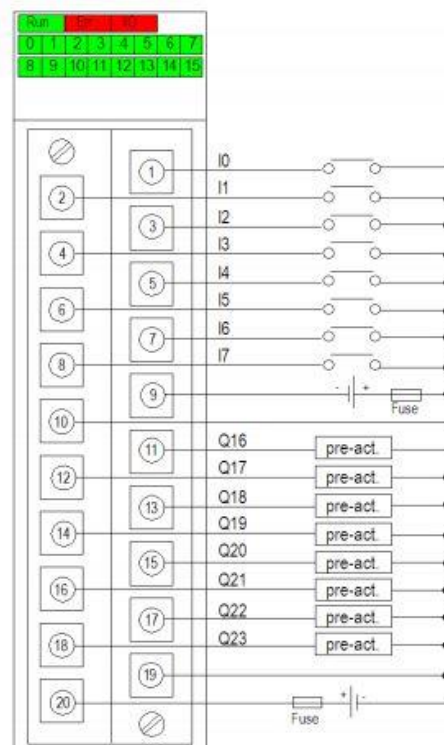 Run Err I/O
0 1 2 3 4 5 6 7
8 9 10 11 12 13 14 15
1 I0
2 I1
3 I2
4 I3
5 I4
6 I5
7 I6
8 I7
9 - +
Fuse
10
11 Q16 pre-act.
12 Q17 pre-act.
13 Q18 pre-act.
14 Q19 pre-act.
15 Q20 pre-act.
16 Q21 pre-act.
17 Q22 pre-act.
18 Q23 pre-act.
19
20 + -
Fuse